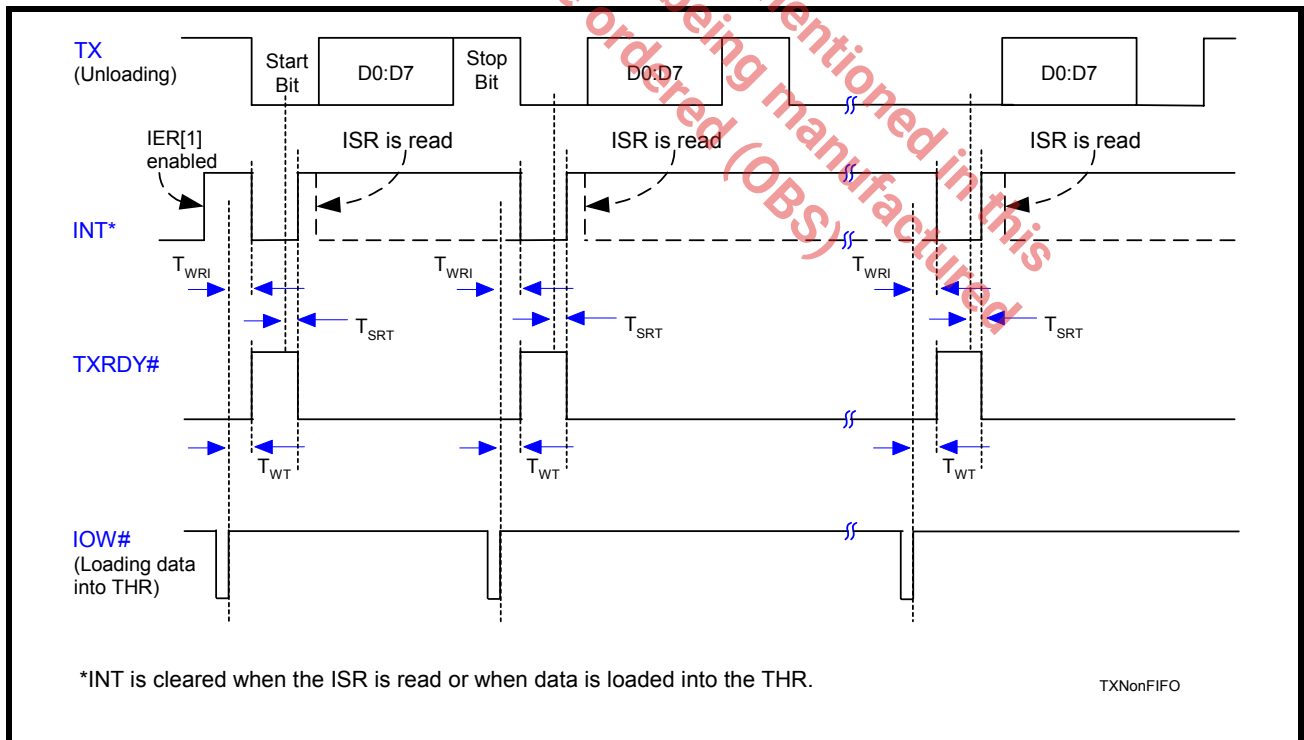 mentioned in this
being manufactured
ordered (OBS)
TX
(Unloading)
Start
Bit
D0:D7
Stop
Bit
D0:D7
D0:D7
IER[1]
enabled
ISR is read
ISR is read
ISR is read
INT*
TWRI
TWRI
TWRI
TSRT
TSRT
TSRT
TXRDY#
TWT
TWT
TWT
IOW#
(Loading data
into THR)
*INT is cleared when the ISR is read or when data is loaded into the THR.
TXNonFIFO